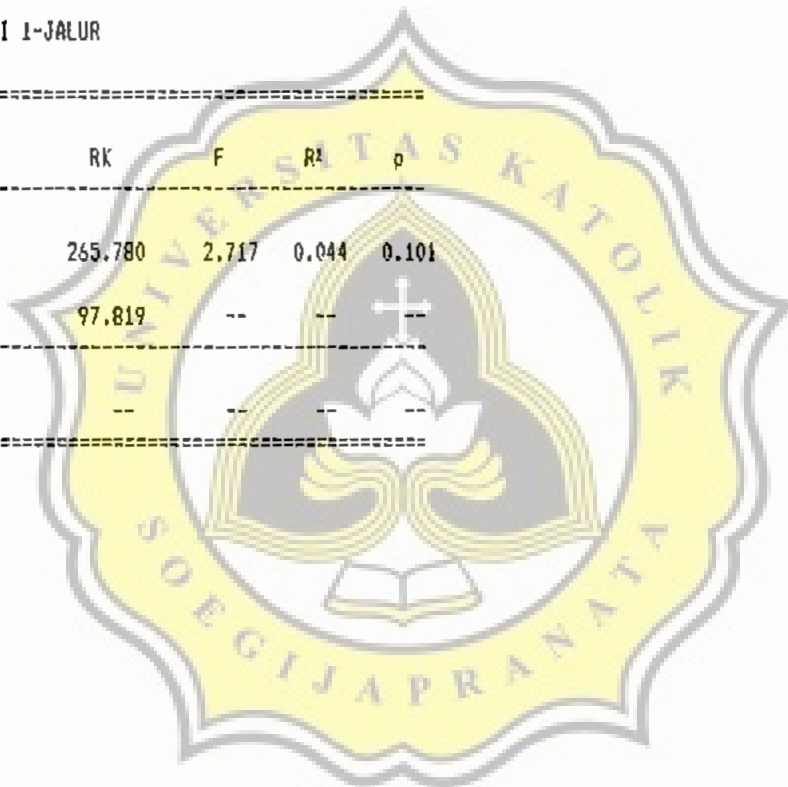 I 1-JALUR
RK F R² p
265.780 2.717 0.044 0.101
97.819 -- -- --
-- -- -- --
UNIVERSITAS KATOLIK
SOEGIJAPRANATA